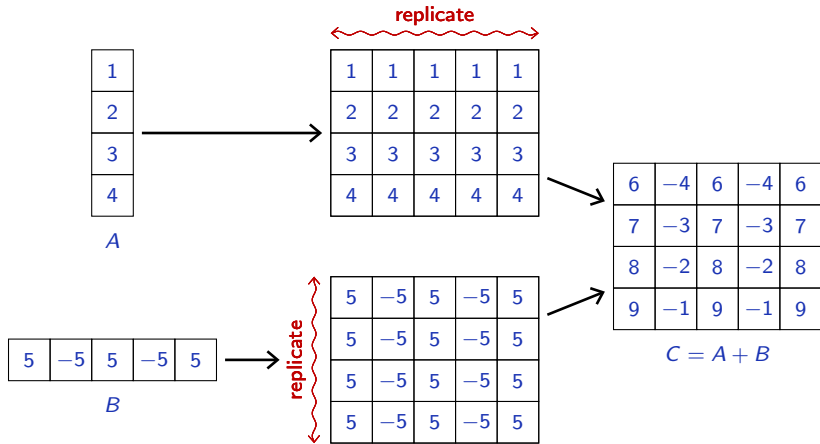 replicate
1
2
3
4
A
1 1 1 1 1
2 2 2 2 2
3 3 3 3 3
4 4 4 4 4
5 −5 5 −5 5
B
replicate
5 −5 5 −5 5
5 −5 5 −5 5
5 −5 5 −5 5
5 −5 5 −5 5
6 −4 6 −4 6
7 −3 7 −3 7
8 −2 8 −2 8
9 −1 9 −1 9
C = A + B